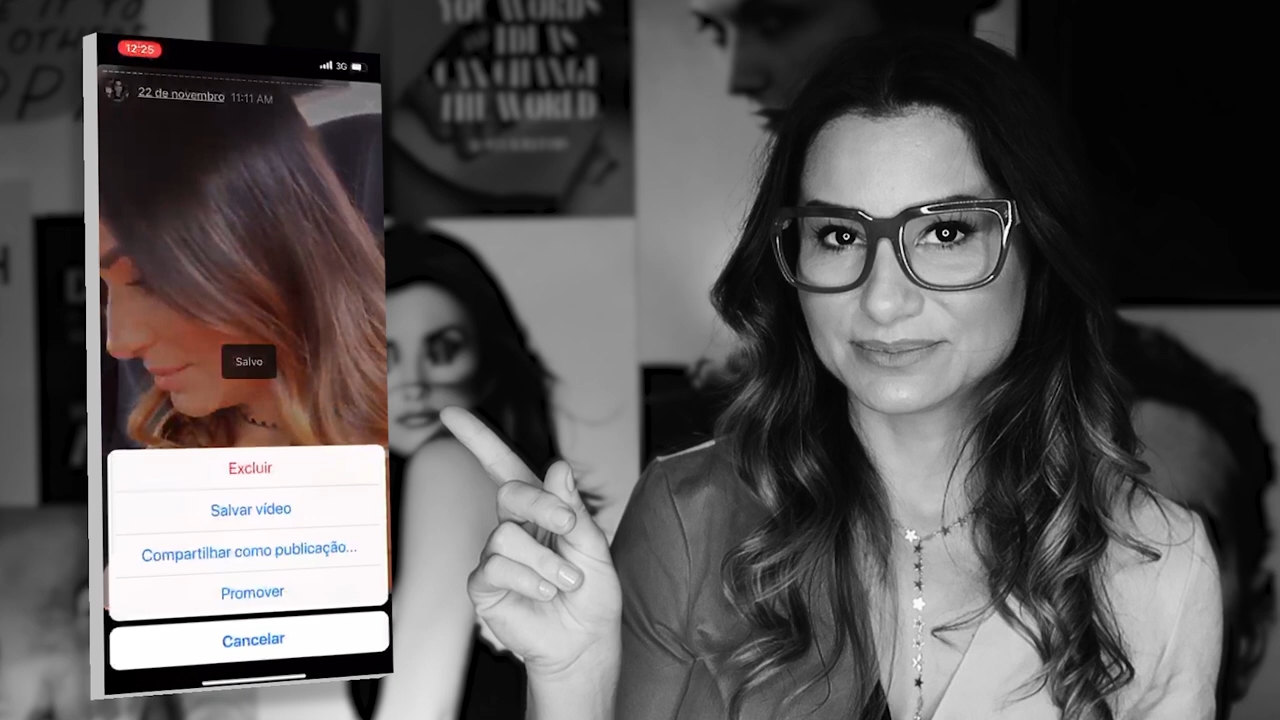 12:25
3G
22 de novembro 11:11 AM
Salvo
Excluir
Salvar vídeo
Compartilhar como publicação...
Promover
Cancelar
YOU WORDS
IDEAS
CAN CHANGE
THE WORLD